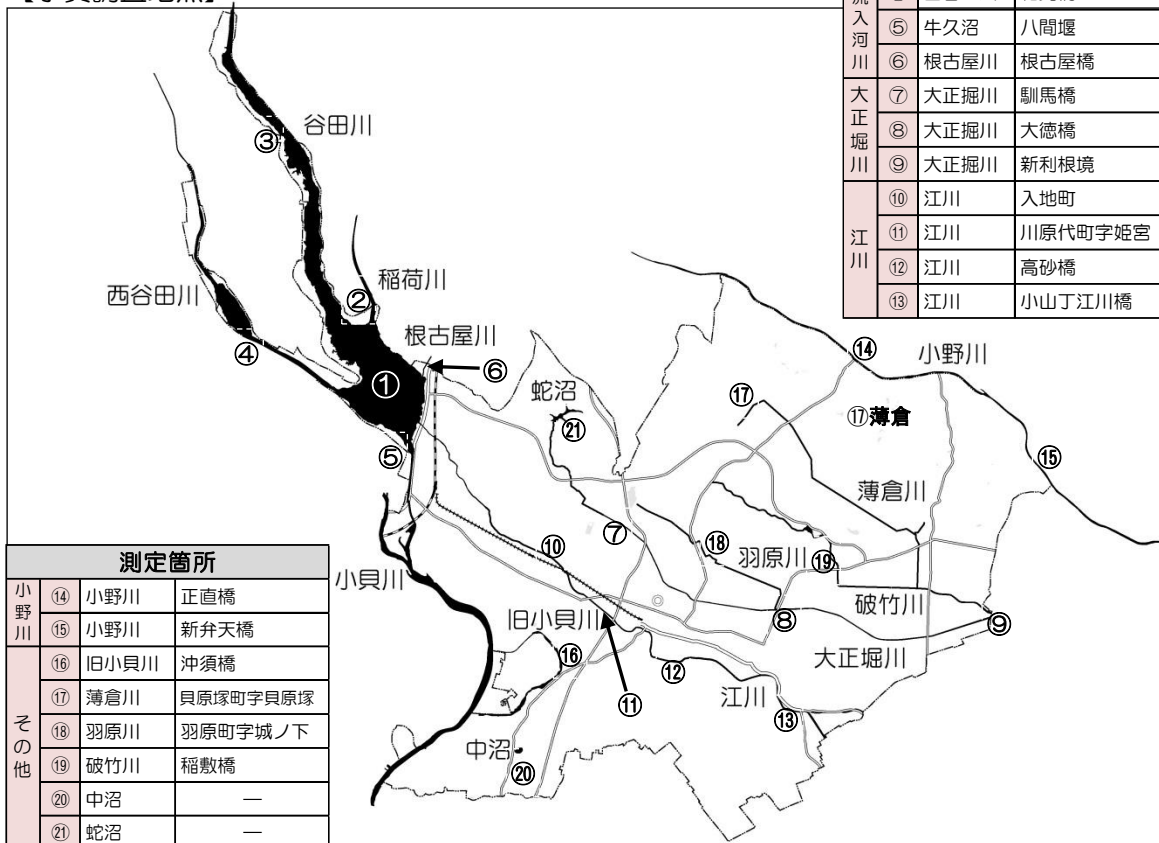 ⑤ 牛久沼 八間堰
⑥ 根古屋川 根古屋橋
⑦ 大正掘川 馴馬橋
⑧ 大正掘川 大徳橋
⑨ 大正掘川 新利根境
⑩ 江川 入地町
⑪ 江川 川原代町字姫宮
⑫ 江川 高砂橋
⑬ 江川 小山丁江川橋
入河川
大正堀川
江川
谷田川
③
稲荷川
②
西谷田川
④
根古屋川
⑥
①
⑤
蛇沼
㉑
⑭
小野川
⑰
⑰薄倉
⑮
薄倉川
⑦
⑩
⑱
羽原川
⑲
破竹川
⑧
⑨
大正堀川
小貝川
旧小貝川
⑯
⑪
⑫
江川
⑬
中沼
⑳
測定箇所
小野川
⑭ 小野川 正直橋
⑮ 小野川 新弁天橋
その他
⑯ 旧小貝川 沖須橋
⑰ 薄倉川 貝原塚町字貝原塚
⑱ 羽原川 羽原町字城ノ下
⑲ 破竹川 稲敷橋
⑳ 中沼 —
㉑ 蛇沼 —